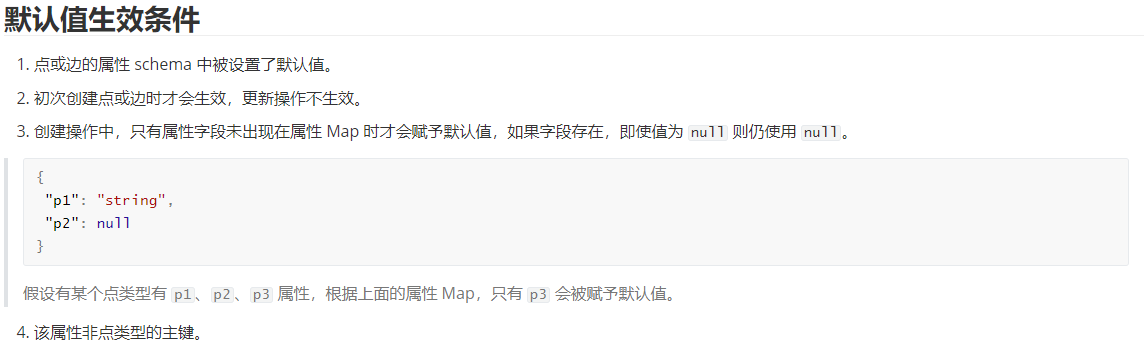 默认值生效条件
1. 点或边的属性 schema 中被设置了默认值。
2. 初次创建点或边时才会生效，更新操作不生效。
3. 创建操作中，只有属性字段未出现在属性 Map 时才会赋予默认值，如果字段存在，即使值为 null 则仍使用 null。
{
"p1": "string",
"p2": null
}
假设有某个点类型有 p1、p2、p3 属性，根据上面的属性 Map，只有 p3 会被赋予默认值。
4. 该属性非点类型的主键。